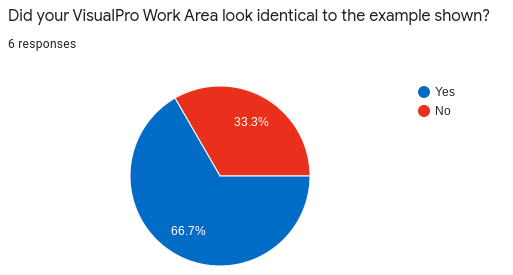 Did your VisualPro Work Area look identical to the example shown?
6 responses
Yes
No
33.3%
66.7%